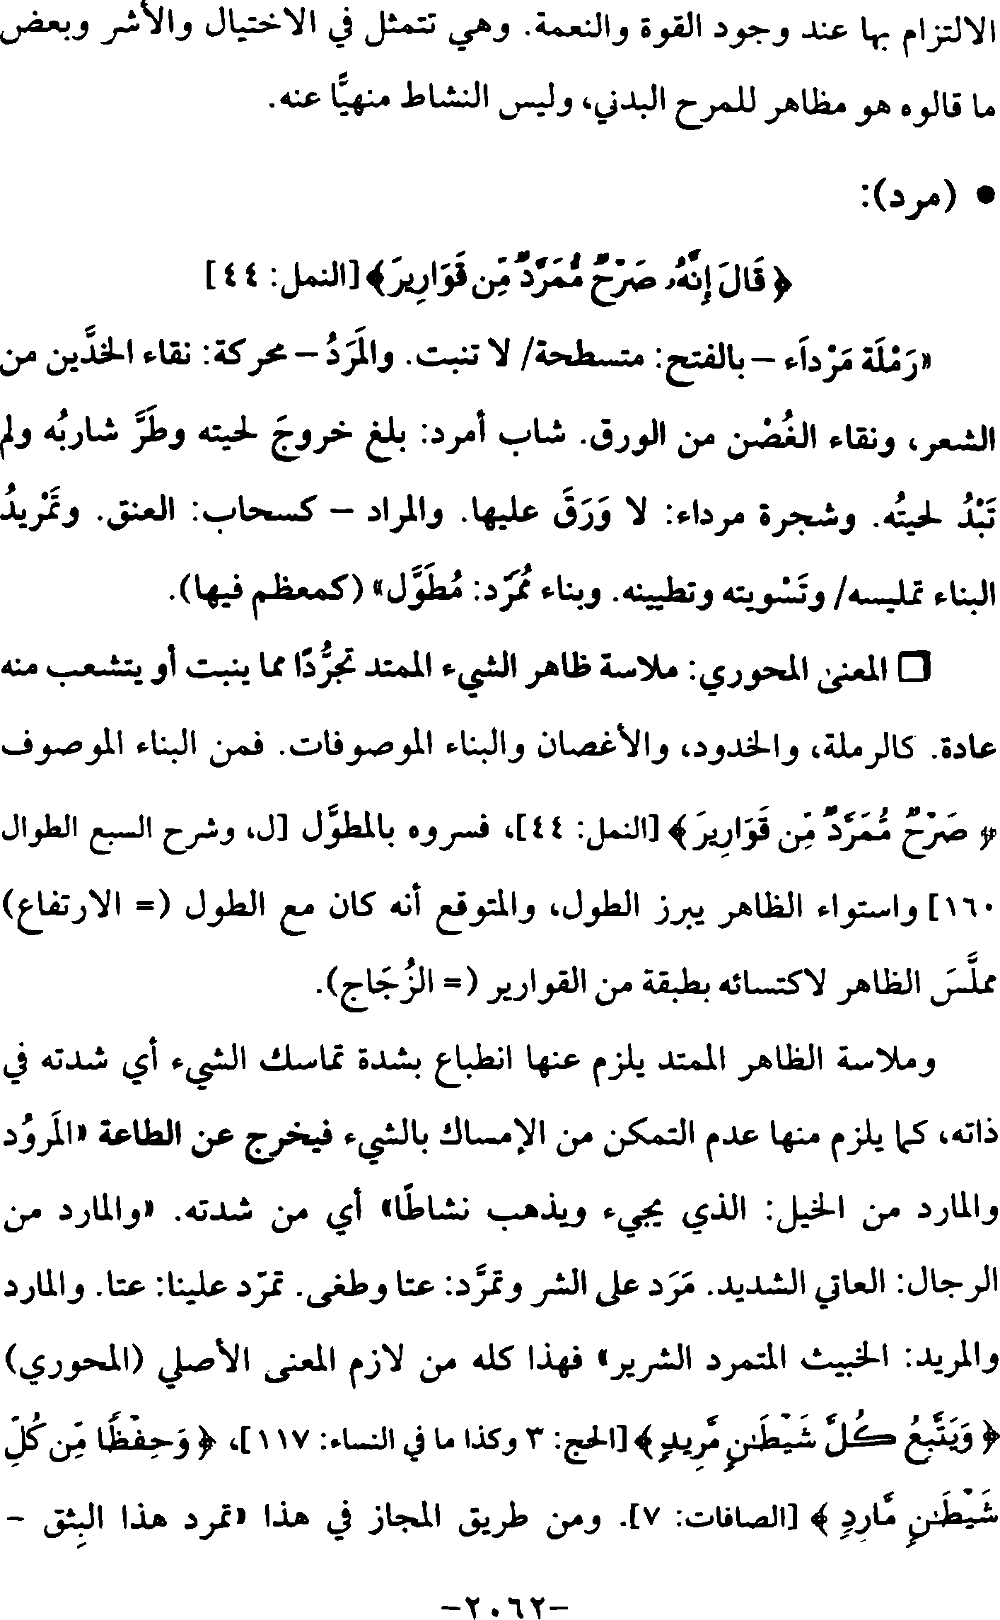 الالتزام بها عند وجود القوة والنعمة. وهي تتمثل في الاختيال والأشر وبعض
ما قالوه هو مظاهر للمرح البدني، وليس النشاط منهيًّا عنه.
• (مرد):
﴿قَالَ إِنَّهُۥ صَرْحٌ مُّمَرَّدٌ مِّن قَوَارِيرَ﴾ [النمل: ٤٤]
«رَمْلَة مَرْداَء – بالفتح: متسطحة/ لا تنبت. والمَرَدُ – محركة: نقاء الخدَّين من
الشعر، ونقاء الغُصْن من الورق. شاب أمرد: بلغ خروجَ لحيته وطَرَّ شاربُه ولم
تَبْدُ لحيتُه. وشجرة مرداء: لا وَرَقَ عليها. والمراد – كسحاب: العنق. وتَمْريدُ
البناء تمليسه/ وتَسْويته وتطيينه. وبناء مُمَرّد: مُطَوَّل» (كمعظم فيها).
□ المعنى المحوري: ملاسة ظاهر الشيء الممتد تجرُّدًا مما ينبت أو يتشعب منه
عادة. كالرملة، والخدود، والأغصان والبناء الموصوفات. فمن البناء الموصوف
﴿صَرْحٌ مُّمَرَّدٌ مِّن قَوَارِيرَ﴾ [النمل: ٤٤]، فسروه بالمطوَّل [ل، وشرح السبع الطوال
١٦٠] واستواء الظاهر يبرز الطول، والمتوقع أنه كان مع الطول (= الارتفاع)
مملَّسَ الظاهر لاكتسائه بطبقة من القوارير (= الزُجَاج).
وملاسة الظاهر الممتد يلزم عنها انطباع بشدة تماسك الشيء أي شدته في
ذاته، كما يلزم منها عدم التمكن من الإمساك بالشيء فيخرج عن الطاعة «المَروُد
والمارد من الخيل: الذي يجيء ويذهب نشاطًا» أي من شدته. «والمارد من
الرجال: العاتي الشديد. مَرَد على الشر وتمرَّد: عتا وطغى. تمرّد علينا: عتا. والمارد
والمريد: الخبيث المتمرد الشرير» فهذا كله من لازم المعنى الأصلي (المحوري)
﴿وَيَتَّبِعُ كُلَّ شَيْطَٰنٍ مَّرِيدٍ﴾ [الحج: ٣ وكذا ما في النساء: ١١٧]، ﴿وَحِفْظًا مِّن كُلِّ
شَيْطَٰنٍ مَّارِدٍ﴾ [الصافات: ٧]. ومن طريق المجاز في هذا «تمرد هذا البِثق –
-٢٠٦٢-